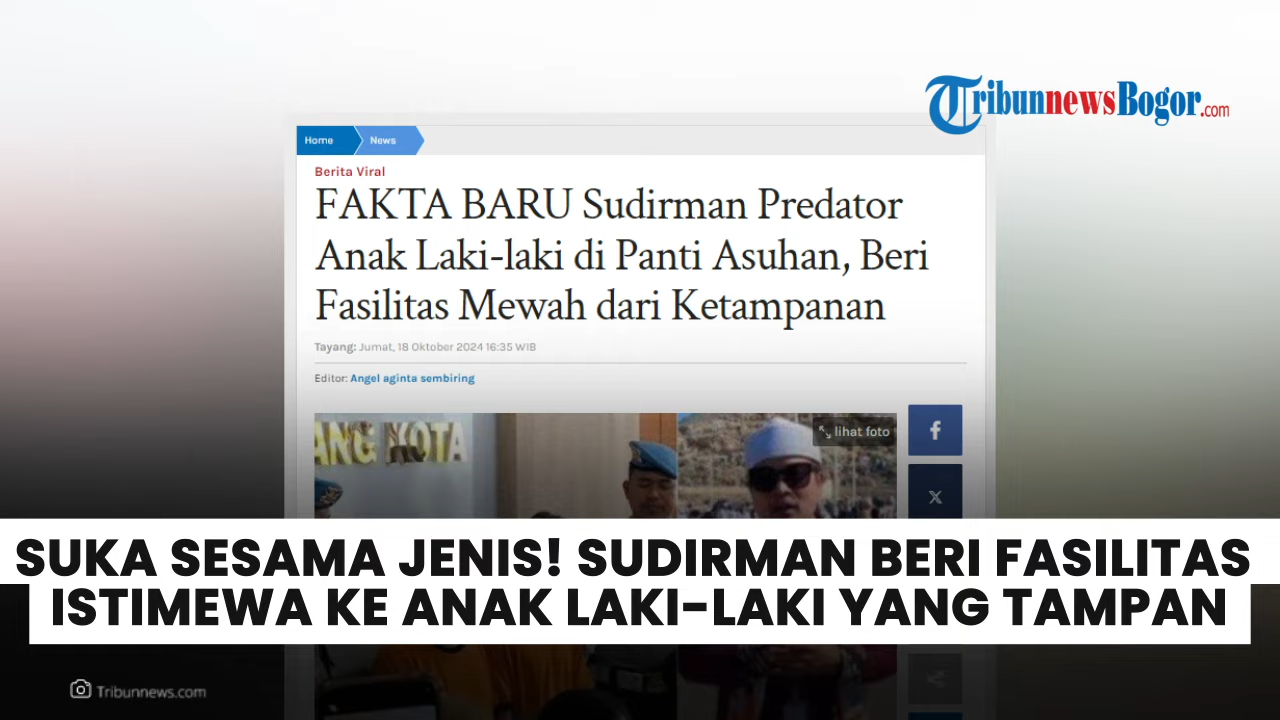 TribunnewsBogor.com
Home News
Berita Viral
FAKTA BARU Sudirman Predator
Anak Laki-laki di Panti Asuhan, Beri
Fasilitas Mewah dari Ketampanan
Tayang: Jumat, 18 Oktober 2024 16:35 WIB
Editor: Angel aginta sembiring
ANG KOTA
lihat foto
SUKA SESAMA JENIS! SUDIRMAN BERI FASILITAS
ISTIMEWA KE ANAK LAKI-LAKI YANG TAMPAN
Tribunnews.com